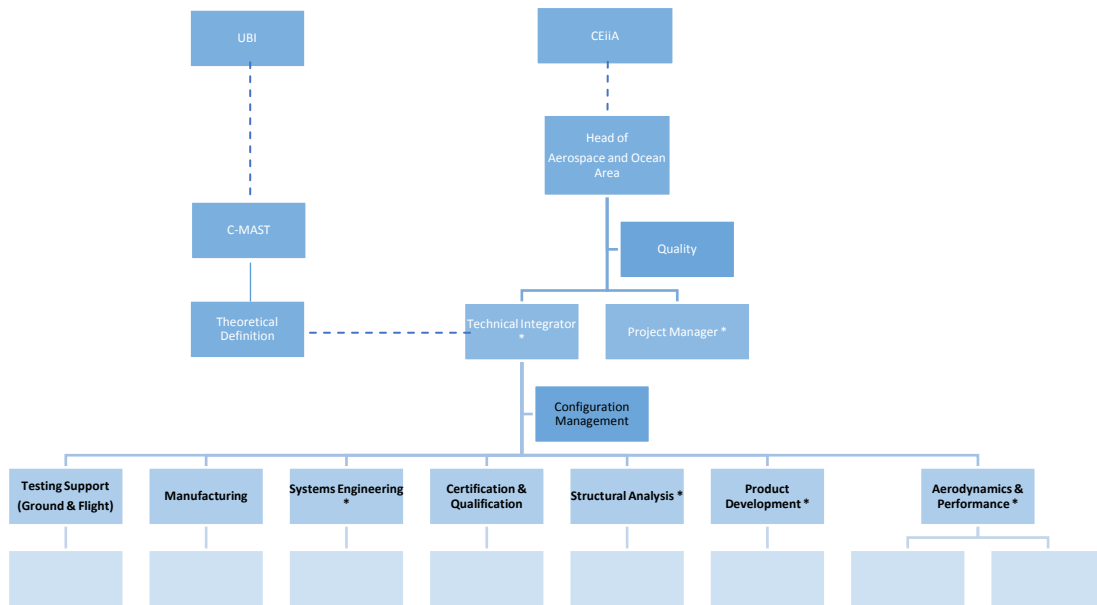 UBI
CEiiA
Head of
Aerospace and Ocean
Area
C-MAST
Quality
Theoretical
Definition
Technical Integrator
*
Project Manager *
Configuration
Management
Testing Support
(Ground & Flight)
Manufacturing
Systems Engineering
*
Certification &
Qualification
Structural Analysis *
Product
Development *
Aerodynamics &
Performance *